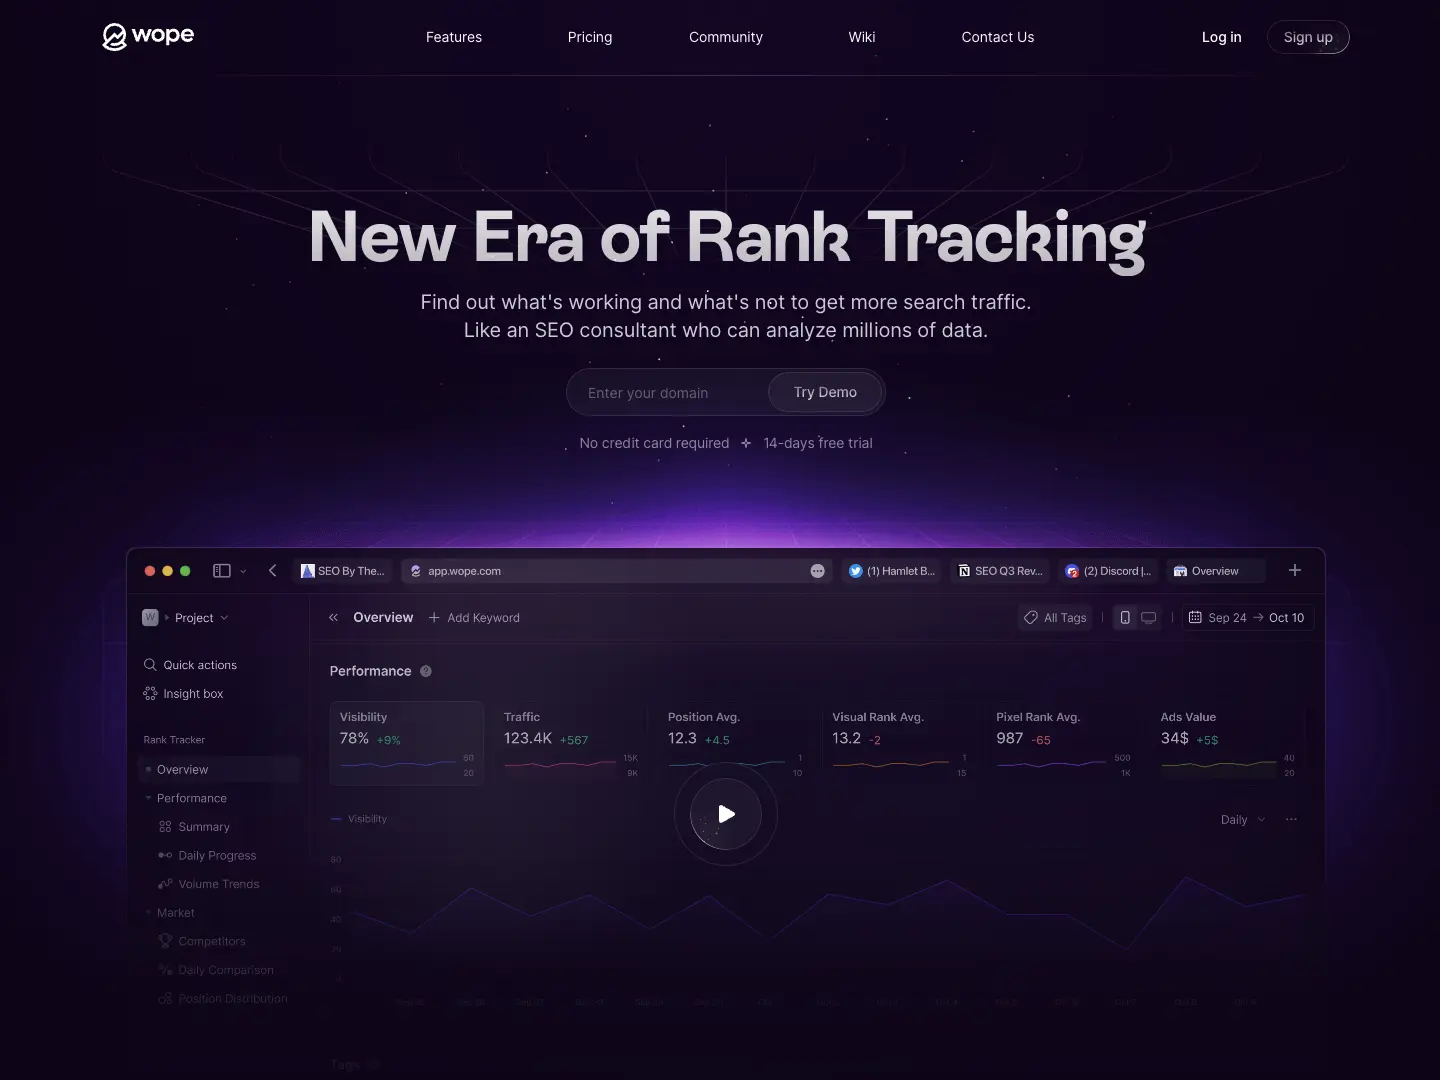 wope
Features
Pricing
Community
Wiki
Contact Us
Log in
Sign up
New Era of Rank Tracking
Find out what's working and what's not to get more search traffic.
Like an SEO consultant who can analyze millions of data.
Enter your domain
Try Demo
No credit card required
14-days free trial
SEO By The...
app.wope.com
(1) Hamlet B...
SEO Q3 Rev...
(2) Discord |...
Overview
W
Project
Overview
Add Keyword
All Tags
Sep 24 → Oct 10
Quick actions
Insight box
Rank Tracker
Overview
Performance
Summary
Daily Progress
Volume Trends
Market
Competitors
Daily Comparison
Position Distribution
Performance
Visibility
78% +9%
60
20
Traffic
123.4K +567
15K
9K
Position Avg.
12.3 +4.5
1
10
Visual Rank Avg.
13.2 -2
1
15
Pixel Rank Avg.
987 -65
500
1K
Ads Value
34$ +5$
40
20
Visibility
Daily
80
60
40
20
0
Tags